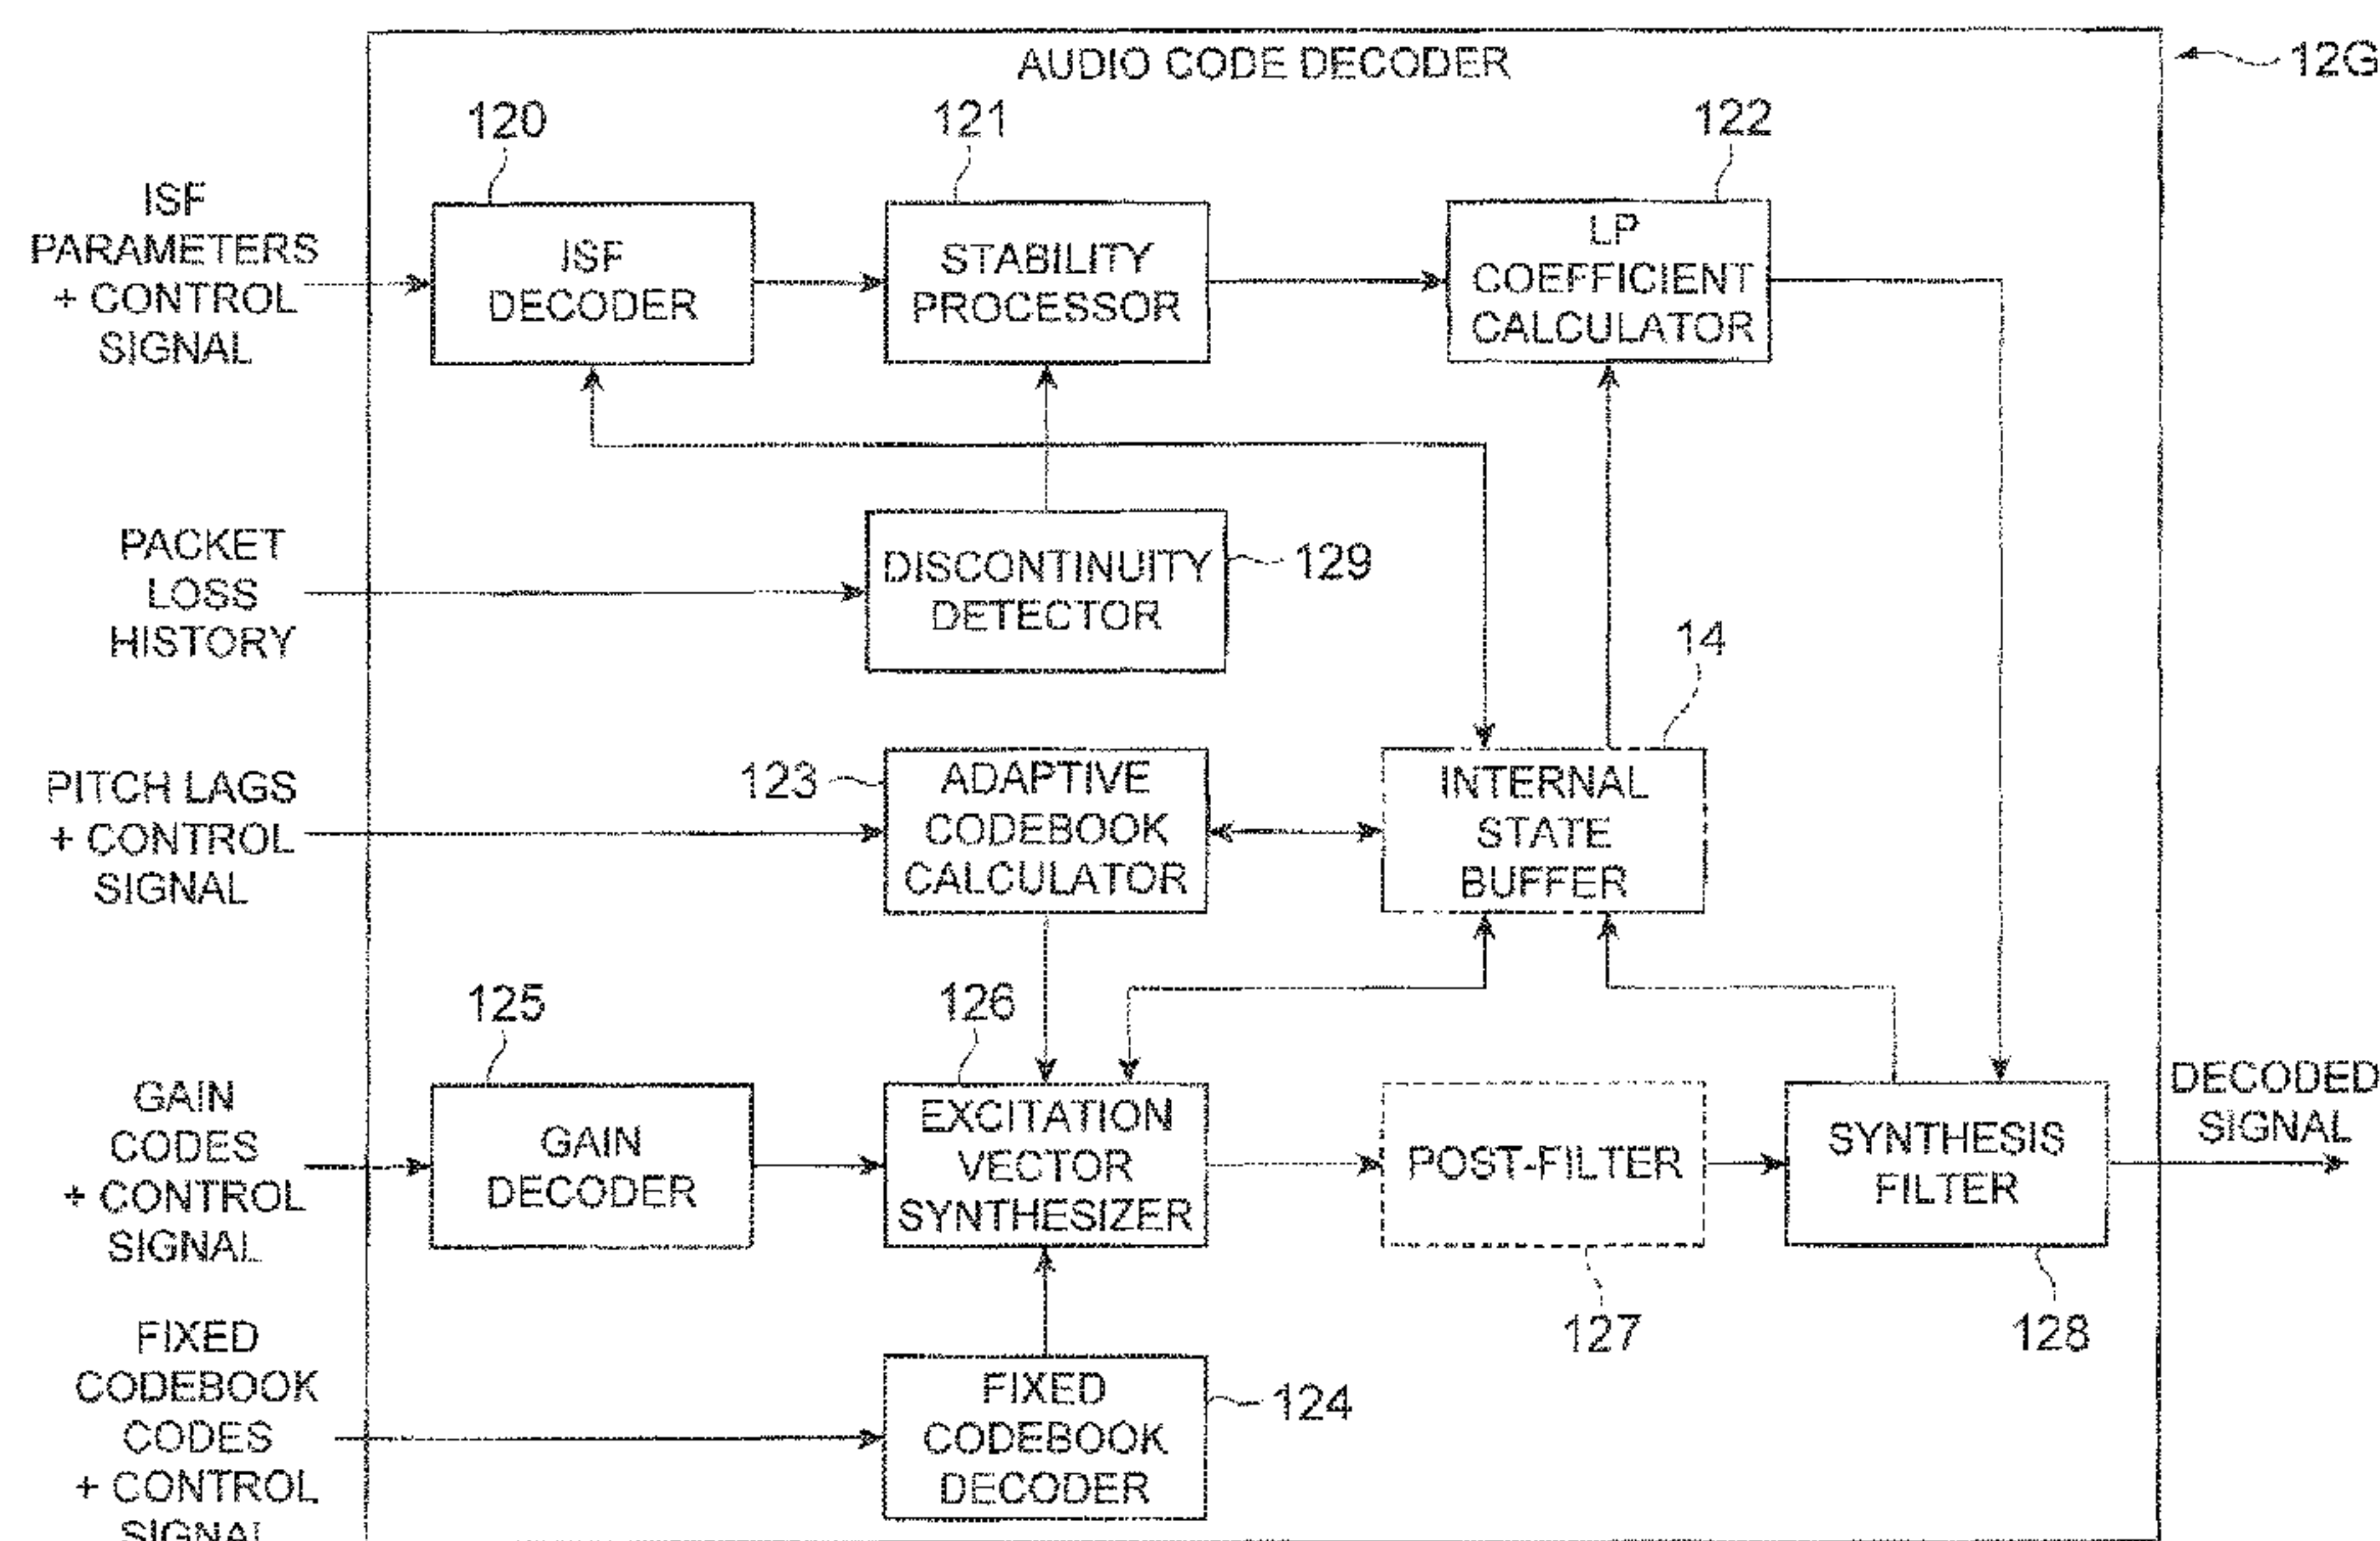 AUDIO CODE DECODER
12G
120
121
122
ISF
PARAMETERS
+ CONTROL
SIGNAL
ISF
DECODER
STABILITY
PROCESSOR
LP
COEFFICIENT
CALCULATOR
PACKET
LOSS
HISTORY
DISCONTINUITY
DETECTOR
129
14
PITCH LAGS
+ CONTROL
SIGNAL
123
ADAPTIVE
CODEBOOK
CALCULATOR
INTERNAL
STATE
BUFFER
125
126
GAIN
CODES
+ CONTROL
SIGNAL
GAIN
DECODER
EXCITATION
VECTOR
SYNTHESIZER
POST-FILTER
SYNTHESIS
FILTER
DECODED
SIGNAL
127
128
FIXED
CODEBOOK
CODES
+ CONTROL
SIGNAL
FIXED
CODEBOOK
DECODER
124